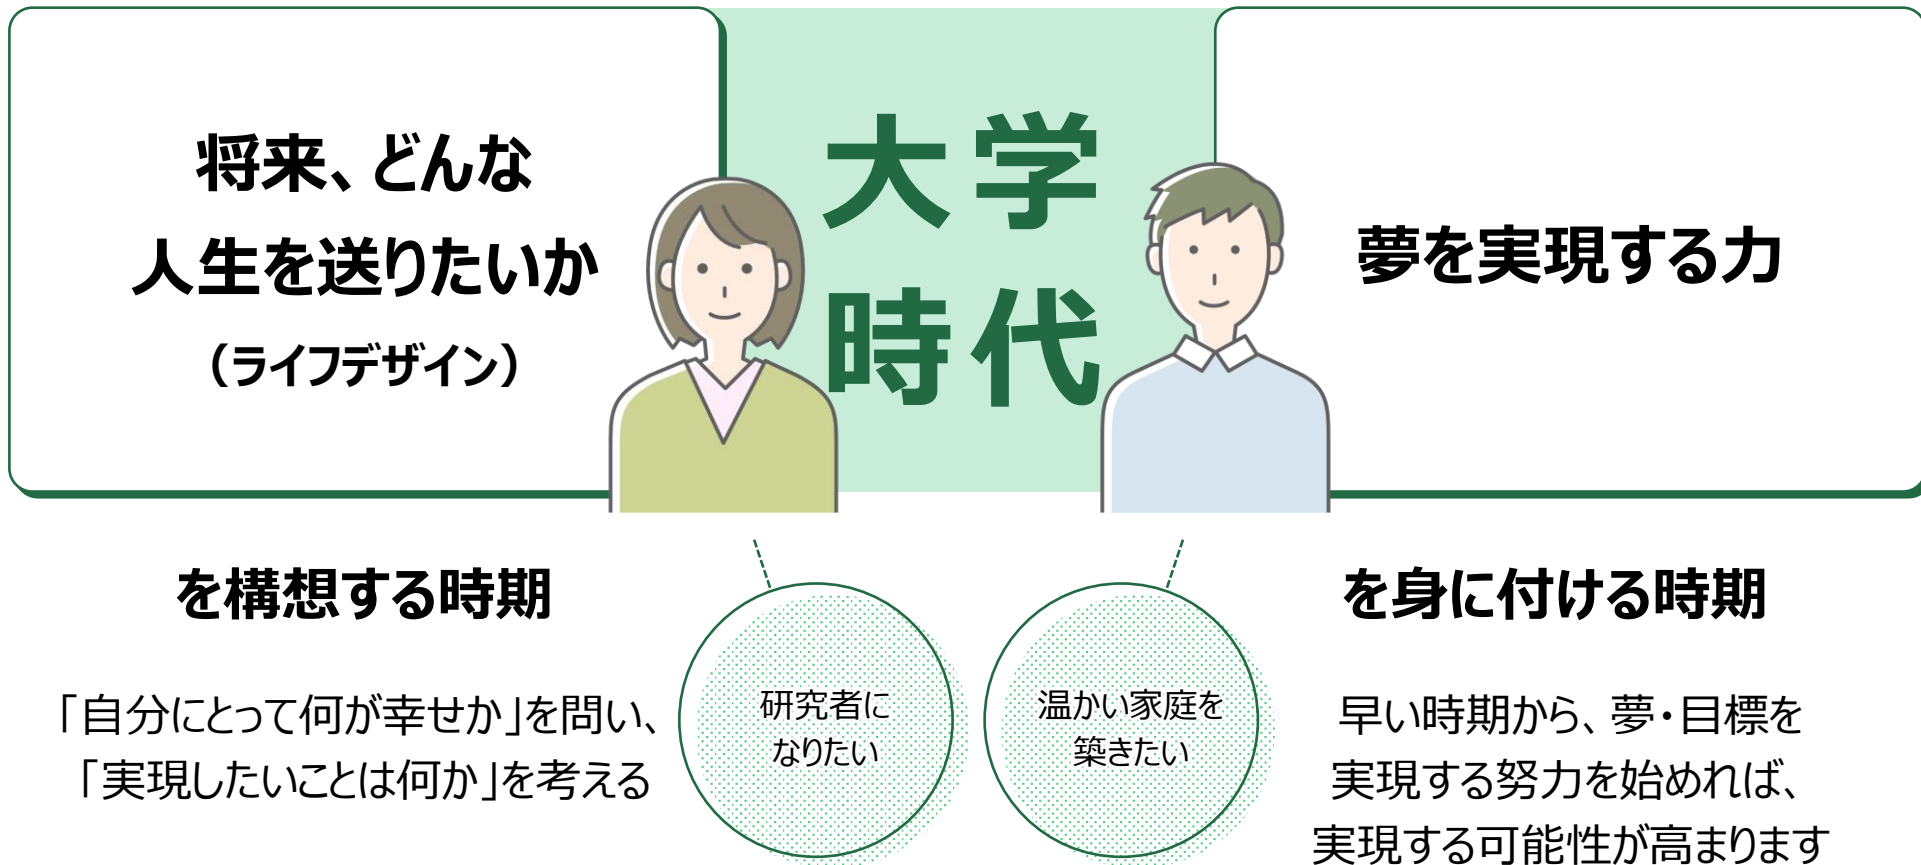 将来、どんな
人生を送りたいか
（ライフデザイン）
を構想する時期
「自分にとって何が幸せか」を問い、
「実現したいことは何か」を考える
大学
時代
研究者に
なりたい
温かい家庭を
築きたい
夢を実現する力
を身に付ける時期
早い時期から、夢・目標を
実現する努力を始めれば、
実現する可能性が高まります